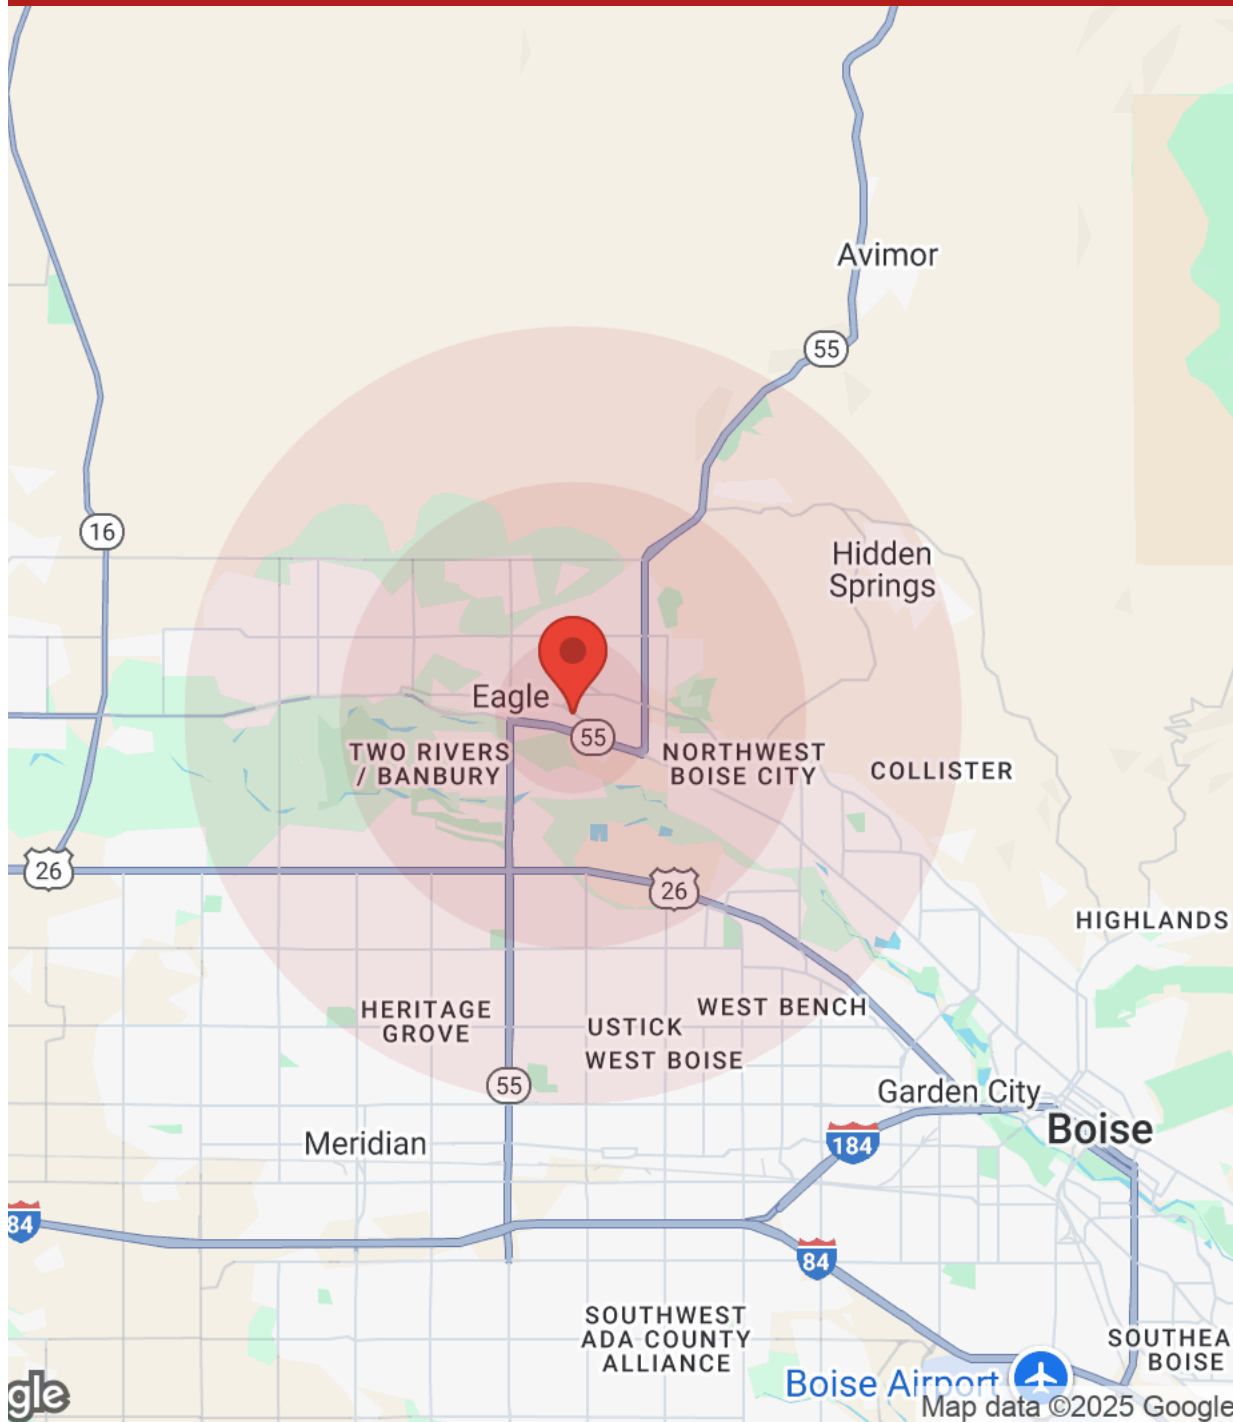 Avimor
55
16
Hidden
Springs
Eagle
55
TWO RIVERS
/ BANBURY
NORTHWEST
BOISE CITY
COLLISTER
26
26
HIGHLANDS
HERITAGE
GROVE
WEST BENCH
USTICK
WEST BOISE
55
Garden City
Boise
Meridian
184
84
84
SOUTHWEST
ADA COUNTY
ALLIANCE
SOUTHEA
BOISE
Boise Airport
gle
Map data ©2025 Google